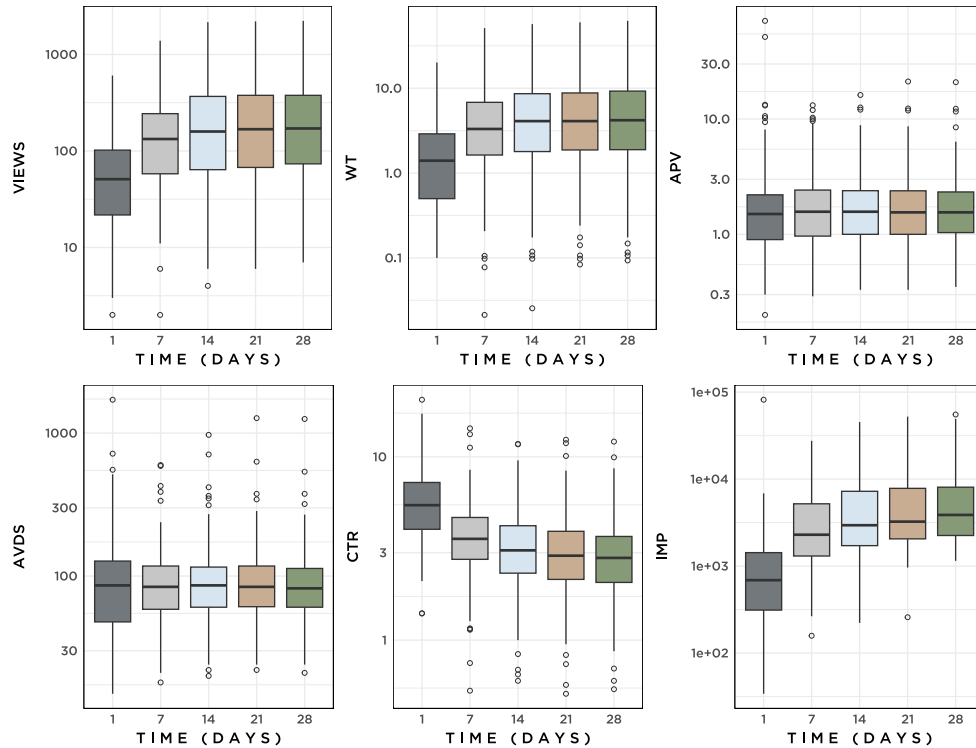 VIEWS
1000
100
10
1 7 14 21 28
TIME (DAYS)
WT
10.0
1.0
0.1
1 7 14 21 28
TIME (DAYS)
APV
30.0
10.0
3.0
1.0
0.3
1 7 14 21 28
TIME (DAYS)
AVDS
1000
300
100
30
1 7 14 21 28
TIME (DAYS)
CTR
10
3
1
1 7 14 21 28
TIME (DAYS)
IMP
1e+05
1e+04
1e+03
1e+02
1 7 14 21 28
TIME (DAYS)